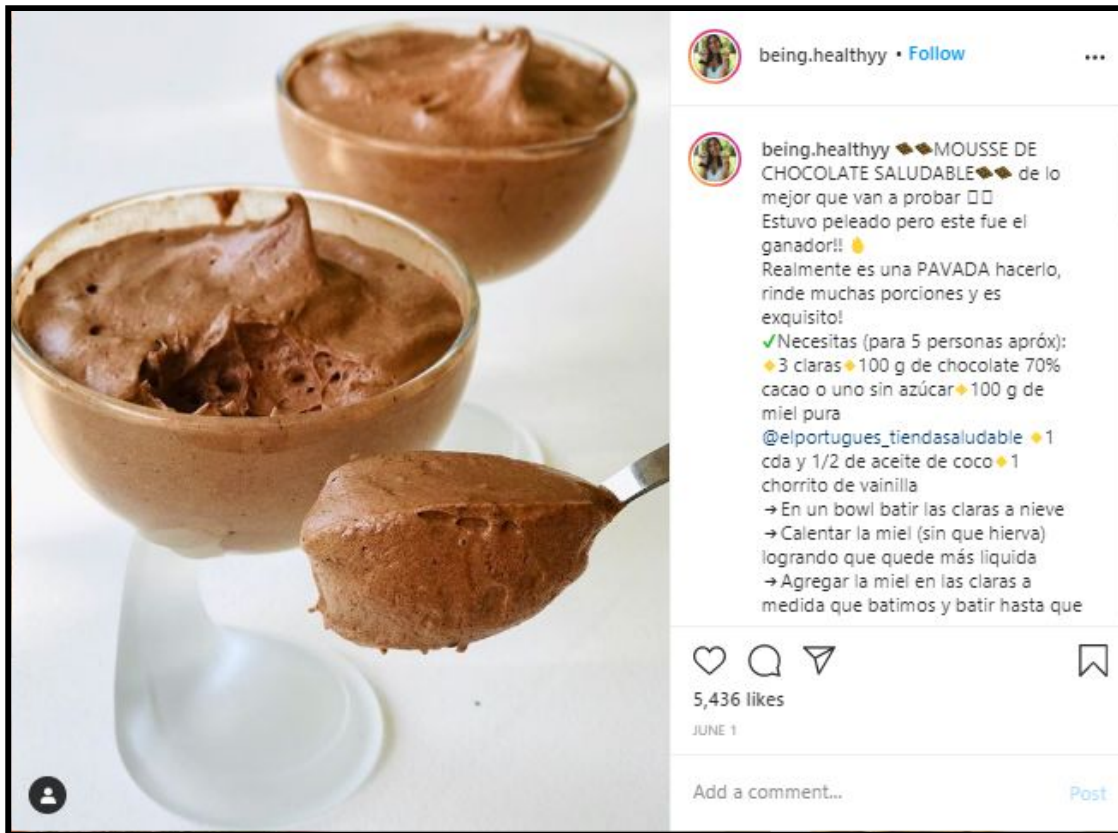 being.healthyy • Follow
being.healthyy 🍫🍫MOUSSE DE
CHOCOLATE SALUDABLE🍫🍫 de lo
mejor que van a probar
Estuvo peleado pero este fue el
ganador!!
Realmente es una PAVADA hacerlo,
rinde muchas porciones y es
exquisito!
✓Necesitas (para 5 personas apróx):
🔸3 claras🔸100 g de chocolate 70%
cacao o uno sin azúcar🔸100 g de
miel pura
@elportugues_tiendasaludable 🔸1
cda y 1/2 de aceite de coco🔸1
chorrito de vainilla
→En un bowl batir las claras a nieve
→Calentar la miel (sin que hierva)
logrando que quede más liquida
→Agregar la miel en las claras a
medida que batimos y batir hasta que
5,436 likes
JUNE 1
Add a comment...
Post